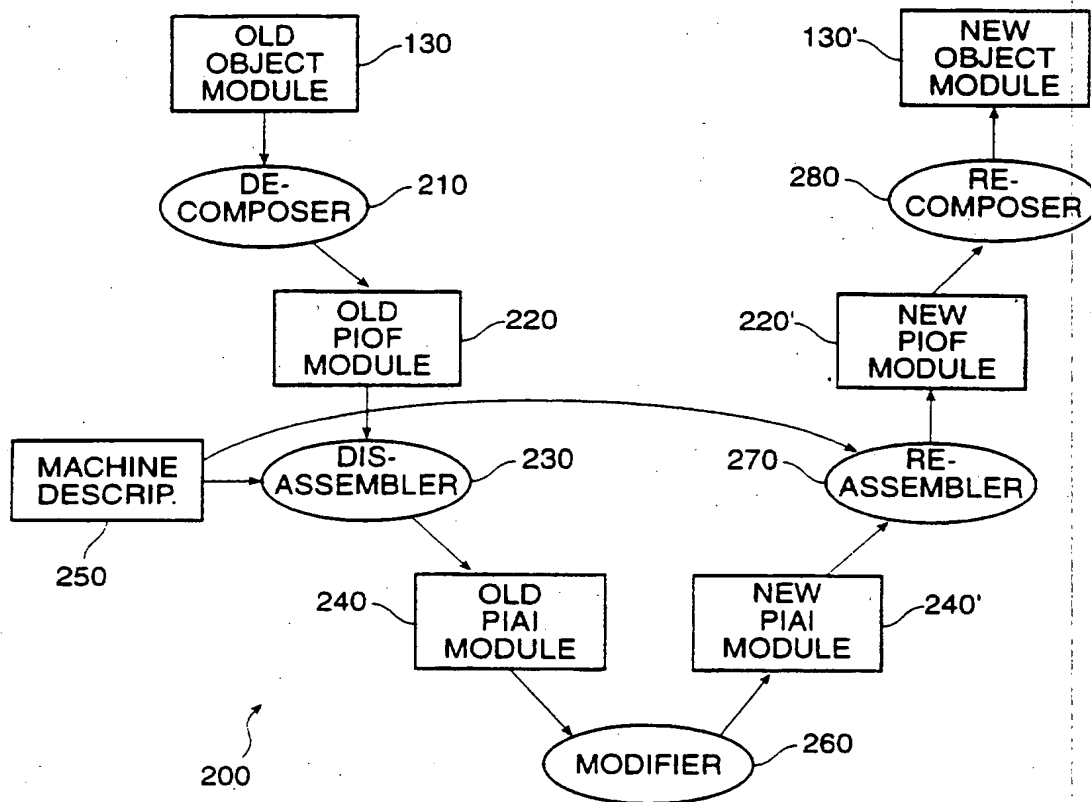 OLD
OBJECT
MODULE
130
130'
NEW
OBJECT
MODULE
DE-
COMPOSER
210
280
RE-
COMPOSER
OLD
PIOF
MODULE
220
220'
NEW
PIOF
MODULE
MACHINE
DESCRIP.
250
DIS-
ASSEMBLER
230
270
RE-
ASSEMBLER
240
OLD
PIAI
MODULE
NEW
PIAI
MODULE
240'
200
MODIFIER
260